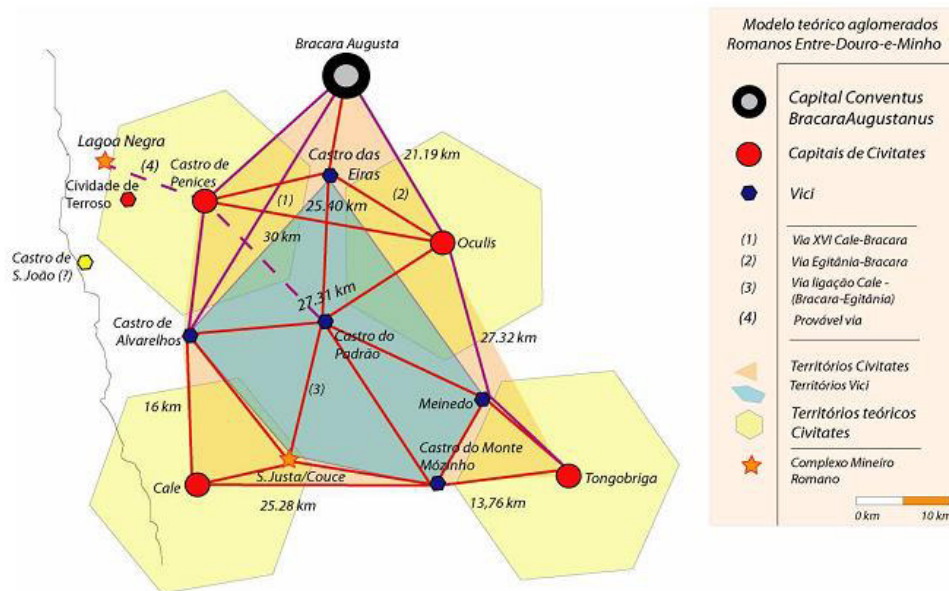 Bracara Augusta
Lagoa Negra
(4)
Castro de
Penices
Castro das
Eiras
21.19 km
(1)
(2)
Cividade de
Terroso
25.40 km
30 km
Oculis
Castro de
S. João (?)
27.31 km
Castro de
Alvarelhos
Castro do
Padrão
27.32 km
(3)
16 km
Meinedo
Castro do Monte
Mózinho
Cale
S.Justa/Couce
Tongobriga
25.28 km
13,76 km
Modelo teórico aglomerados
Romanos Entre-Douro-e-Minho
Capital Conventus
BracaraAugustanus
Capitais de Civitates
Vici
(1) Via XVI Cale-Bracara
(2) Via Egitânia-Bracara
(3) Via ligação Cale -
(Bracara-Egitânia)
(4) Provável via
Territórios Cívitates
Territórios Vici
Territórios teóricos
Civitates
Complexo Mineiro
Romano
0 km 10 km